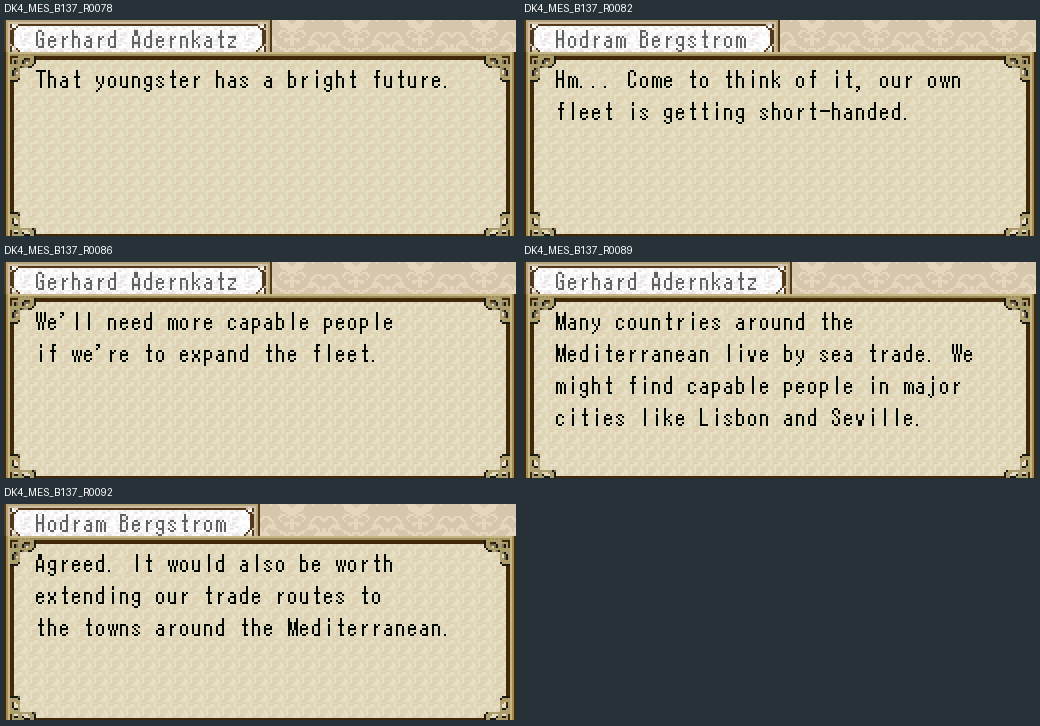 DK4_MES_B137_R0078
Gerhard Adernkatz
That youngster has a bright future.
DK4_MES_B137_R0082
Hodram Bergstrom
Hm... Come to think of it, our own
fleet is getting short-handed.
DK4_MES_B137_R0086
Gerhard Adernkatz
We'll need more capable people
if we're to expand the fleet.
DK4_MES_B137_R0089
Gerhard Adernkatz
Many countries around the
Mediterranean live by sea trade. We
might find capable people in major
cities like Lisbon and Seville.
DK4_MES_B137_R0092
Hodram Bergstrom
Agreed. It would also be worth
extending our trade routes to
the towns around the Mediterranean.